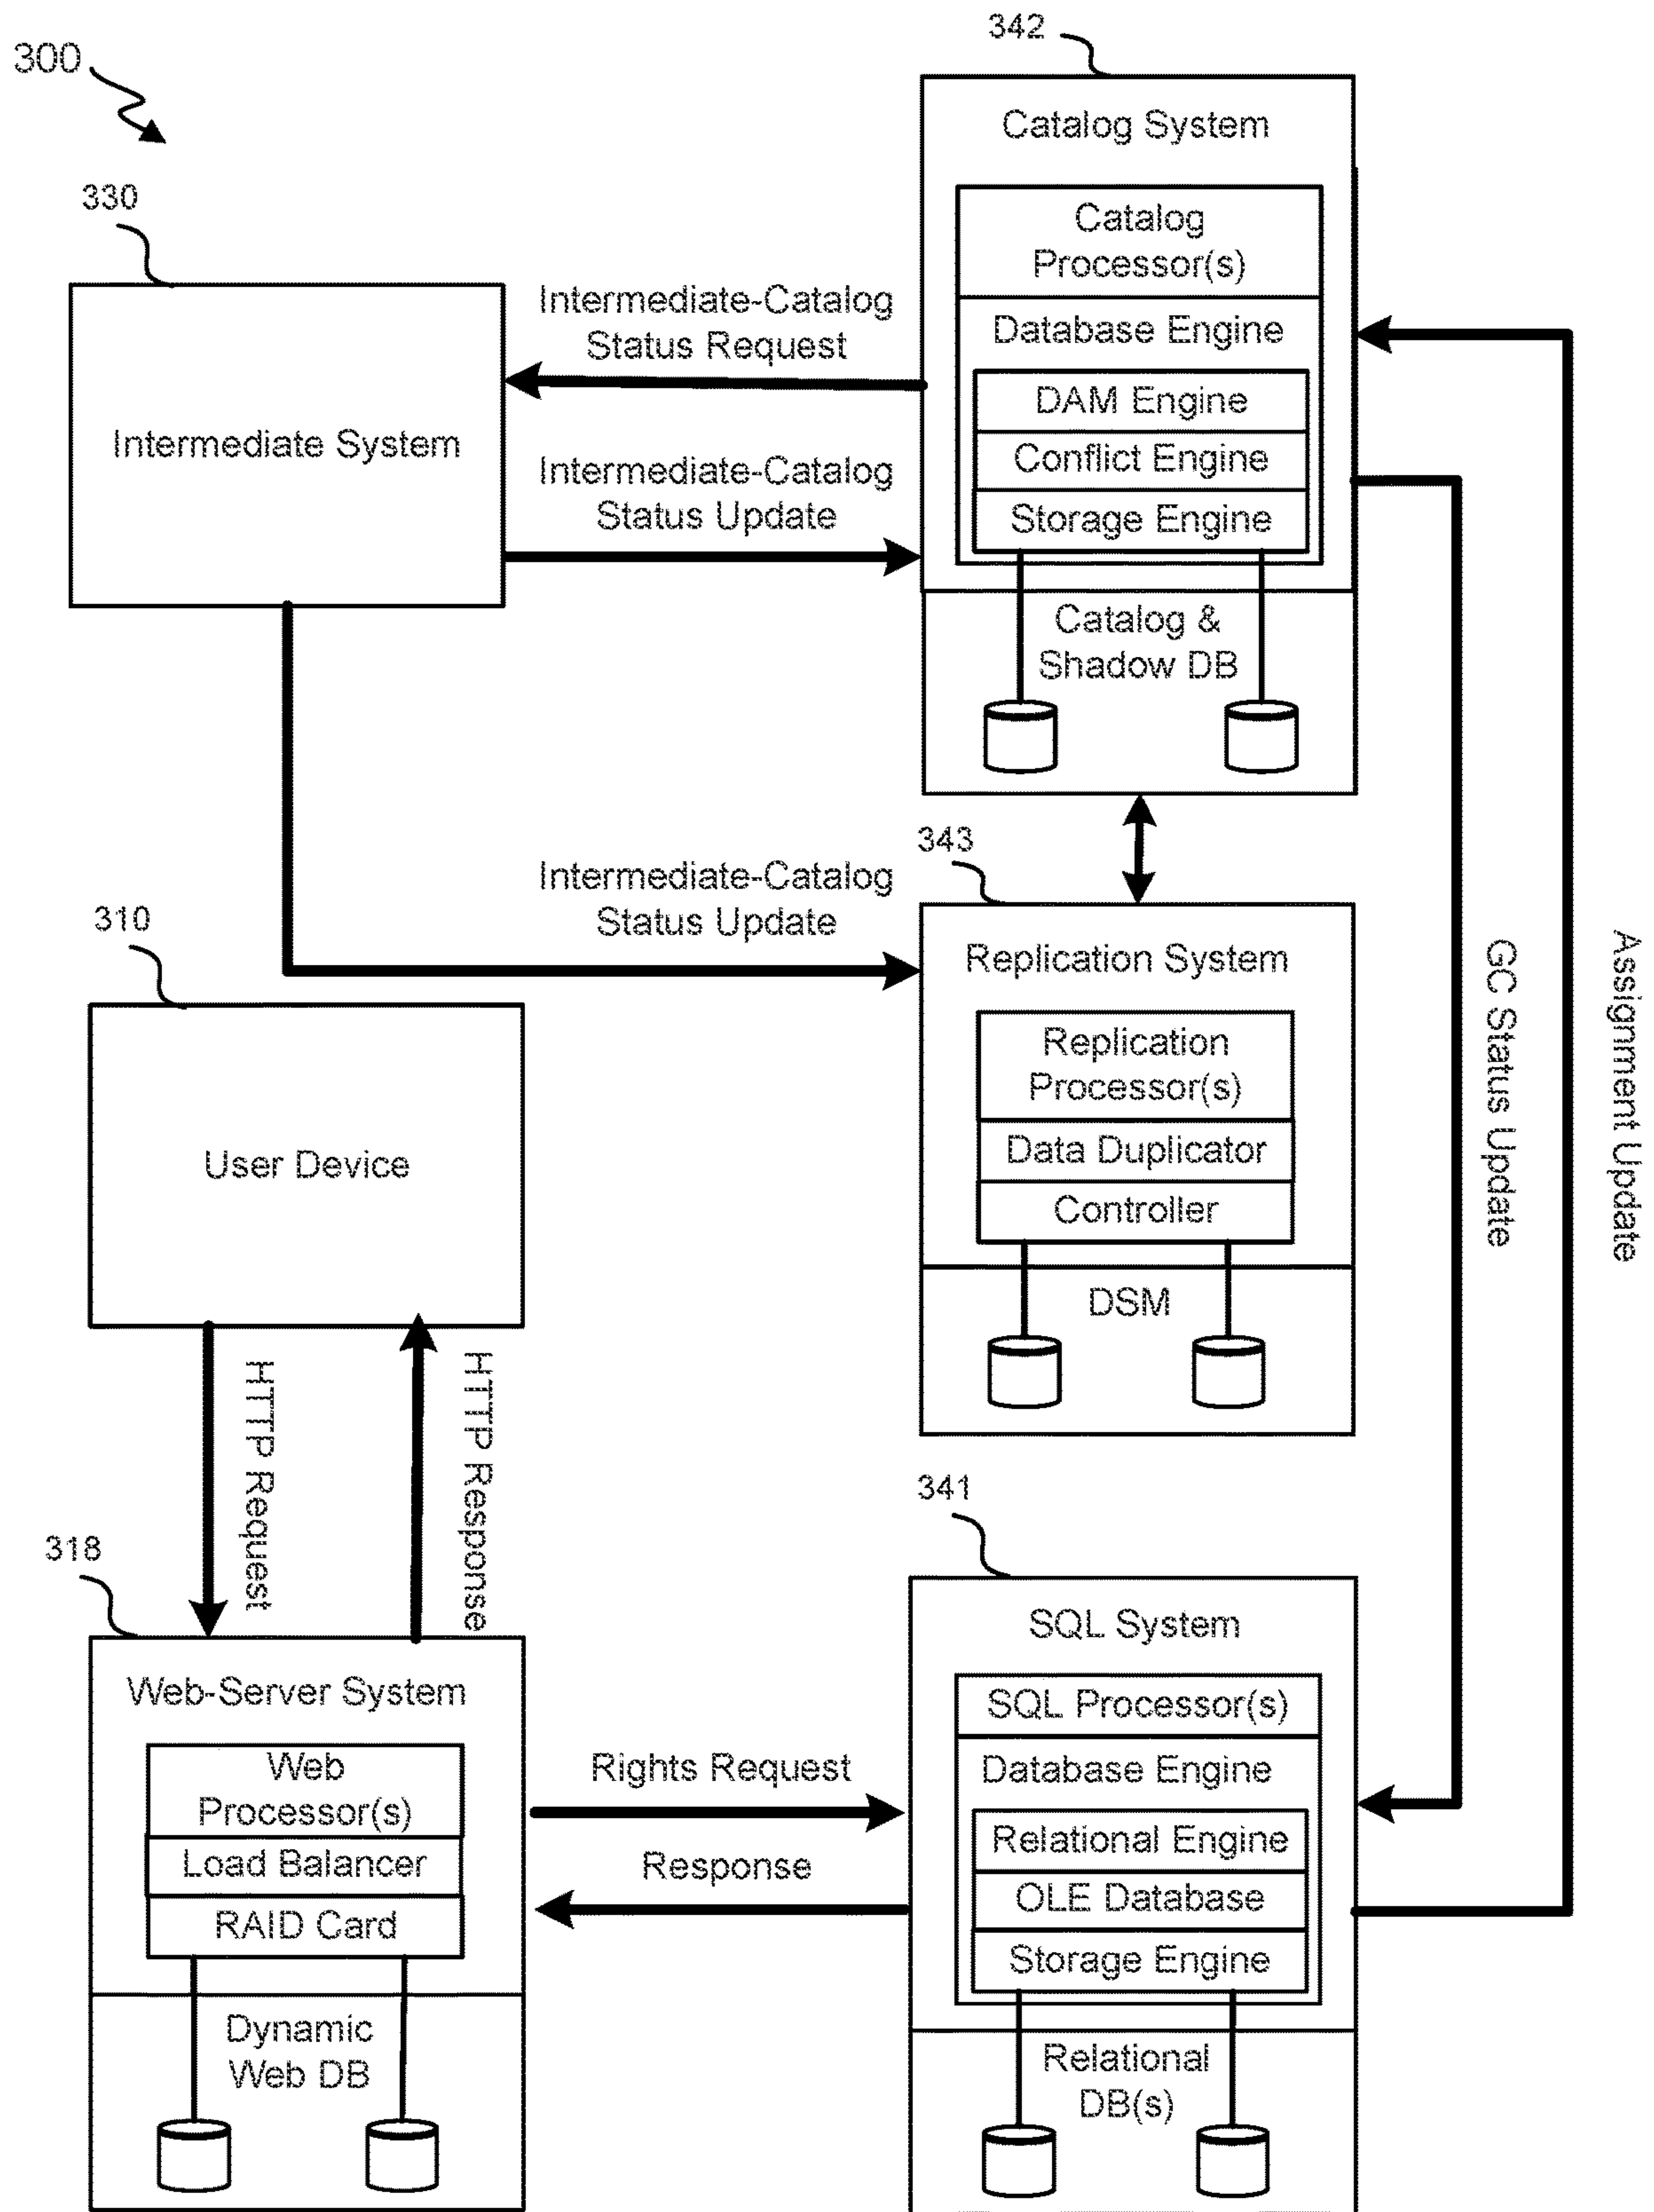 300
342
Catalog System
Catalog
Processor(s)
Database Engine
DAM Engine
Conflict Engine
Storage Engine
Catalog &
Shadow DB
330
Intermediate System
Intermediate-Catalog
Status Request
Intermediate-Catalog
Status Update
Intermediate-Catalog
Status Update
343
Replication System
Replication
Processor(s)
Data Duplicator
Controller
DSM
GC Status Update
Assignment Update
310
User Device
HTTP Request
HTTP Response
318
Web-Server System
Web
Processor(s)
Load Balancer
RAID Card
Dynamic
Web DB
Rights Request
Response
341
SQL System
SQL Processor(s)
Database Engine
Relational Engine
OLE Database
Storage Engine
Relational
DB(s)